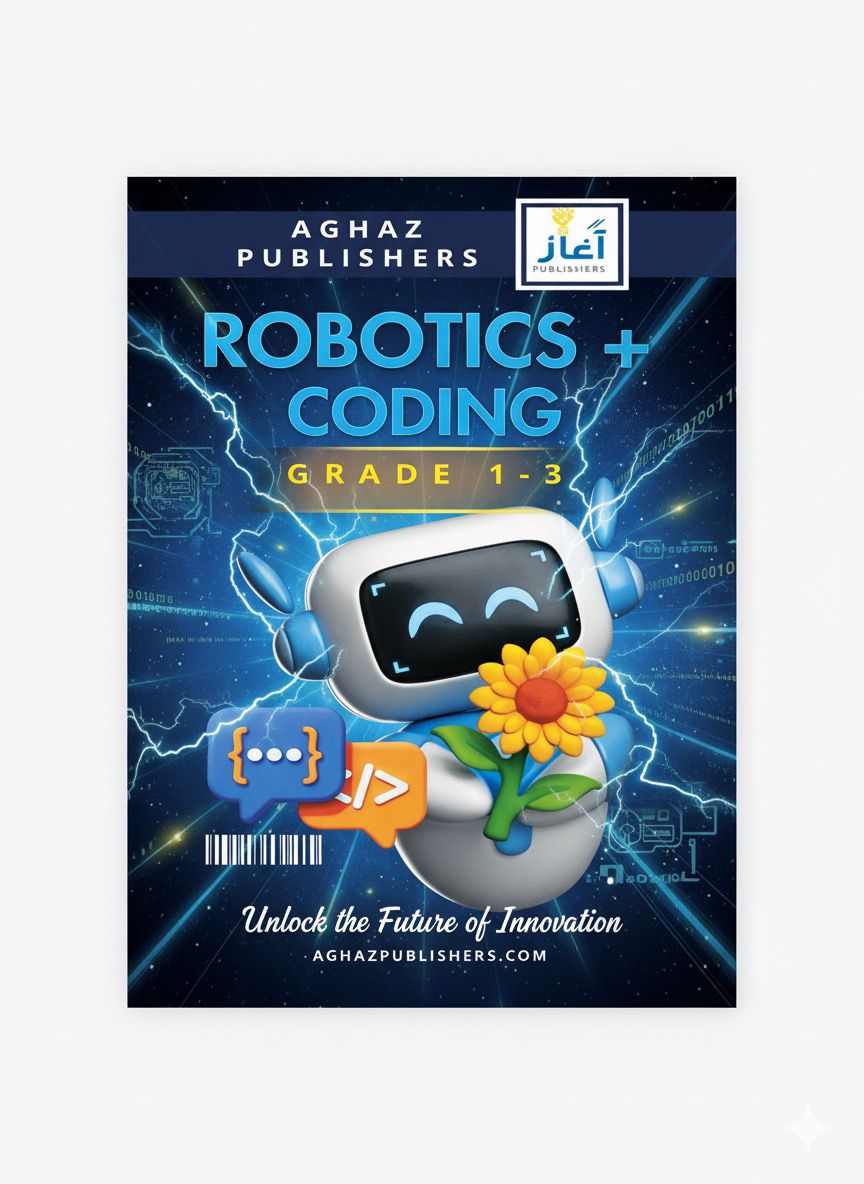 AGHAZ
PUBLISHERS
آغاز
PUBLISHERS
ROBOTICS +
CODING
GRADE 1-3
{...}
</>
Unlock the Future of Innovation
AGHAZPUBLISHERS.COM